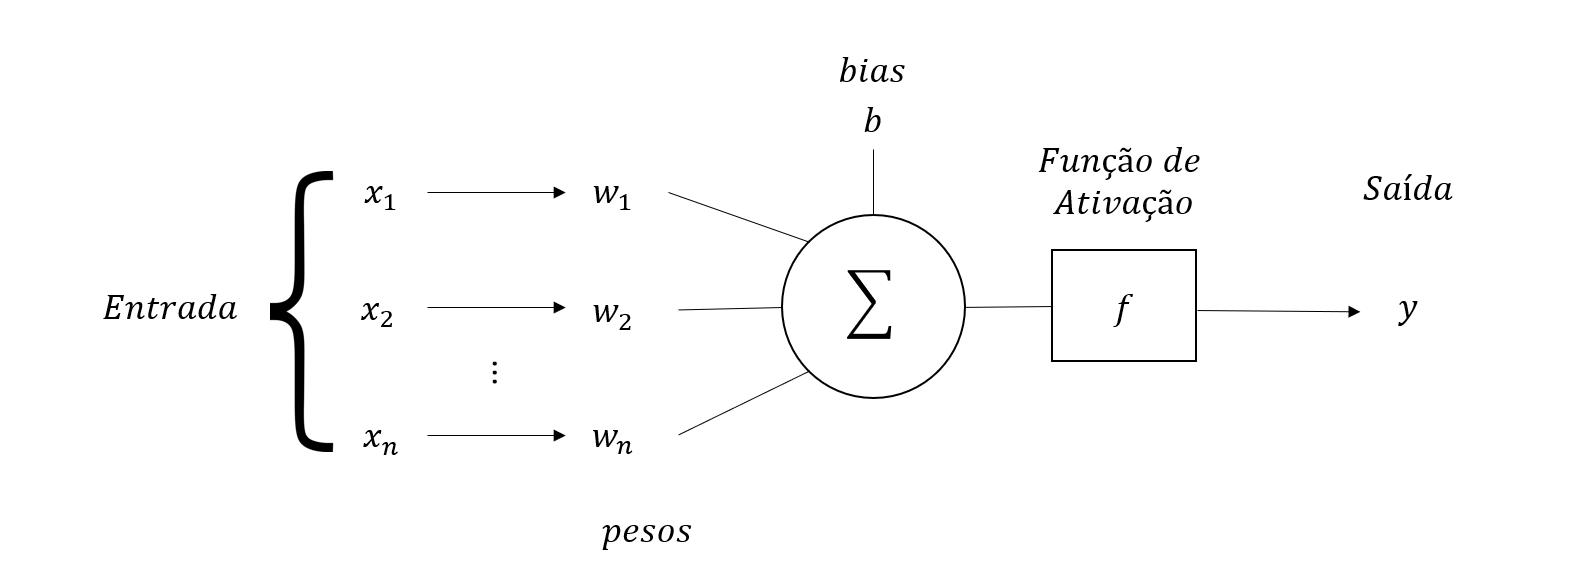 bias
b
Função de
Ativação
Saída
Entrada
x₁
w₁
x₂
w₂
∑
f
y
⋮
xₙ
wₙ
pesos